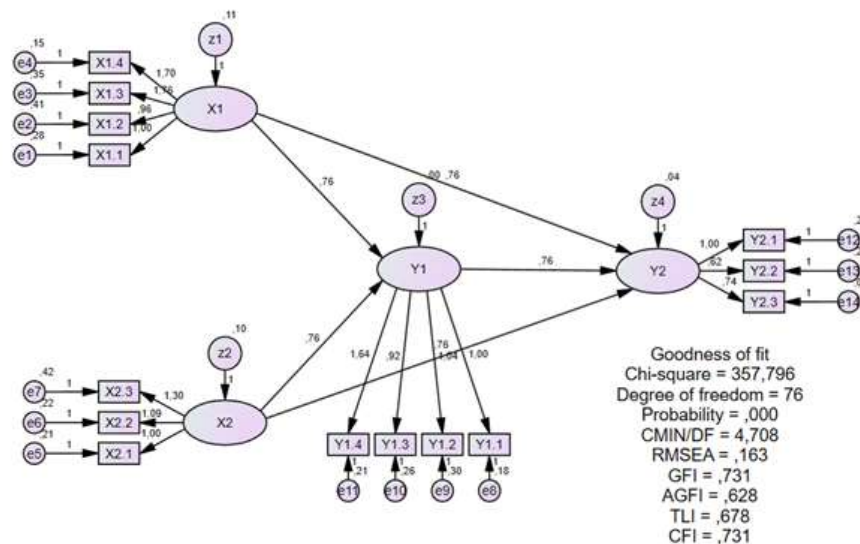 ,11
z1
,15
e4 1 X1.4 1,70 1
,35
e3 1 X1.3 1,76
X1
,41
e2 1 X1.2 ,96
,28
e1 1 X1.1 1,00
,76
,00 ,76
z3
1
,04
z4
1
Y1
,76
Y2
1,00 Y2.1 1 e12
,62 Y2.2 1 e13
,74 Y2.3 1 e14
,10
z2
1
,76
,42
e7 1 X2.3 1,30
,22
e6 1 X2.2 1,09
X2
,21
e5 1 X2.1 1,00
1,64 ,92 ,76 1,04 1,00
Y1.4 Y1.3 Y1.2 Y1.1
1 1 1 1
,21 ,26 ,30 ,18
e11 e10 e9 e8
Goodness of fit
Chi-square = 357,796
Degree of freedom = 76
Probability = ,000
CMIN/DF = 4,708
RMSEA = ,163
GFI = ,731
AGFI = ,628
TLI = ,678
CFI = ,731